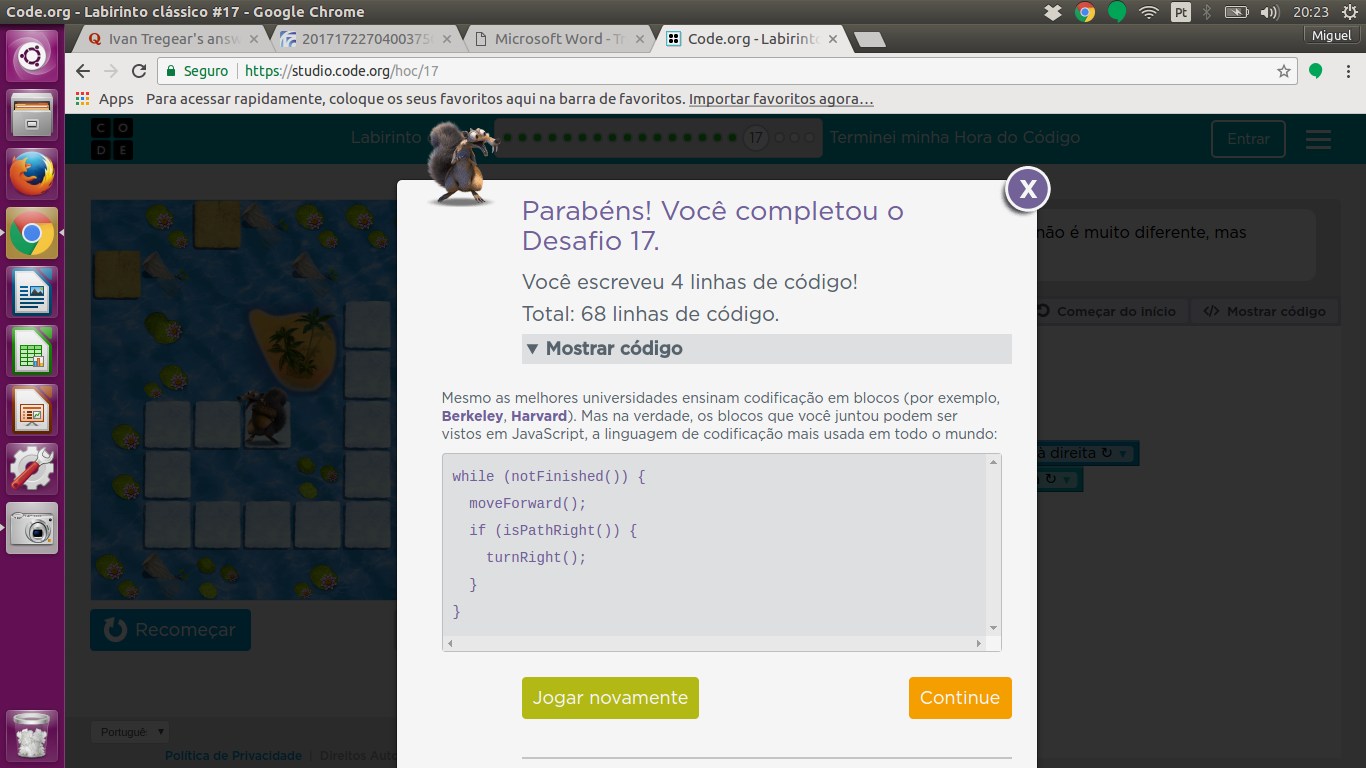 Code.org - Labirinto clássico #17 - Google Chrome
Pt
20:23
Ivan Tregear's answ
2017172270400375
Microsoft Word - T
Code.org - Labirinto
Miguel
Seguro
https://studio.code.org/hoc/17
Apps
Para acessar rapidamente, coloque os seus favoritos aqui na barra de favoritos. Importar favoritos agora...
C O
D E
Labirinto
17
Terminei minha Hora do Código
Entrar
X
Parabéns! Você completou o
Desafio 17.
não é muito diferente, mas
Você escreveu 4 linhas de código!
Total: 68 linhas de código.
Começar do início
Mostrar código
Mostrar código
Mesmo as melhores universidades ensinam codificação em blocos (por exemplo,
Berkeley, Harvard). Mas na verdade, os blocos que você juntou podem ser
vistos em JavaScript, a linguagem de codificação mais usada em todo o mundo:
à direita
while (notFinished()) {
moveForward();
if (isPathRight()) {
turnRight();
}
}
Recomeçar
Jogar novamente
Continue
Portuguê
Política de Privacidade
Direitos Auto